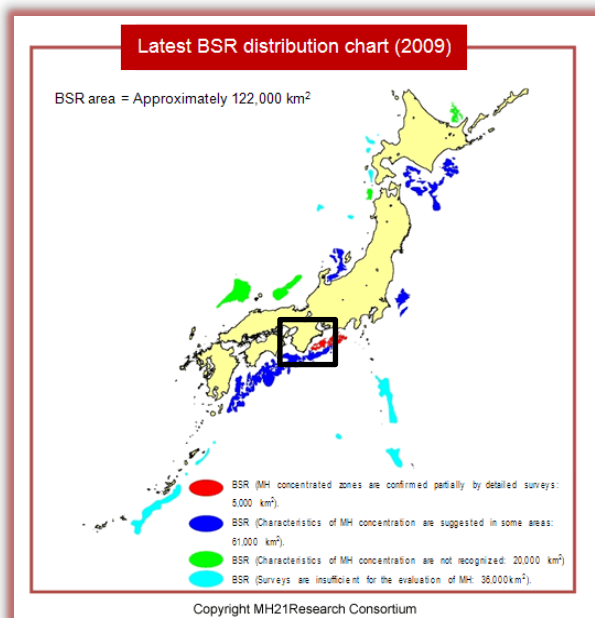 Latest BSR distribution chart (2009)
BSR area = Approximately 122,000 km²
BSR (MH concentrated zones are confirmed partially by detailed surveys:
5,000 km²).
BSR (Characteristics of MH concentration are suggested in some areas:
61,000 km²).
BSR (Characteristics of MH concentration are not recognized: 20,000 km²)
BSR (Surveys are insufficient for the evaluation of MH: 36,000km²).
Copyright MH21Research Consortium